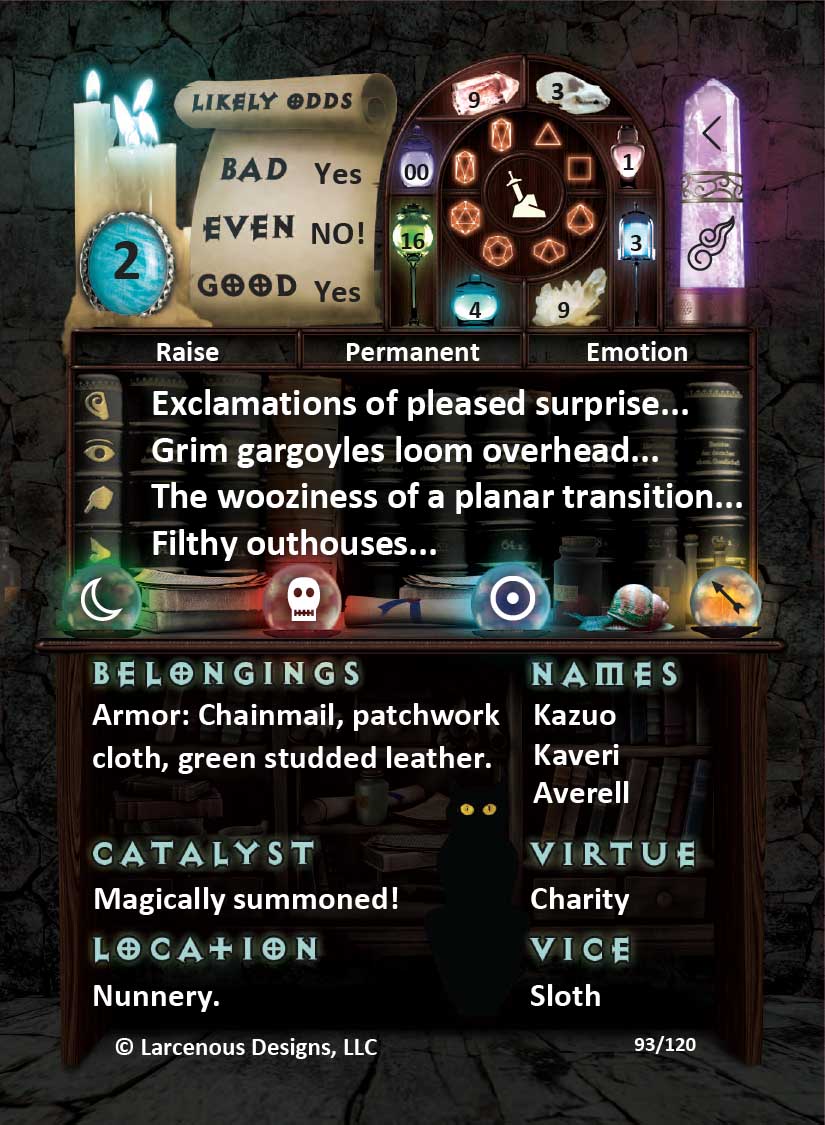 LIKELY ODDS
BAD Yes
EVEN NO!
GOOD Yes
2
9
3
00
1
16
3
4
9
Raise Permanent Emotion
Exclamations of pleased surprise...
Grim gargoyles loom overhead...
The wooziness of a planar transition...
Filthy outhouses...
BELONGINGS
Armor: Chainmail, patchwork
cloth, green studded leather.
NAMES
Kazuo
Kaveri
Averell
CATALYST
Magically summoned!
VIRTUE
Charity
LOCATION
Nunnery.
VICE
Sloth
© Larcenous Designs, LLC
93/120